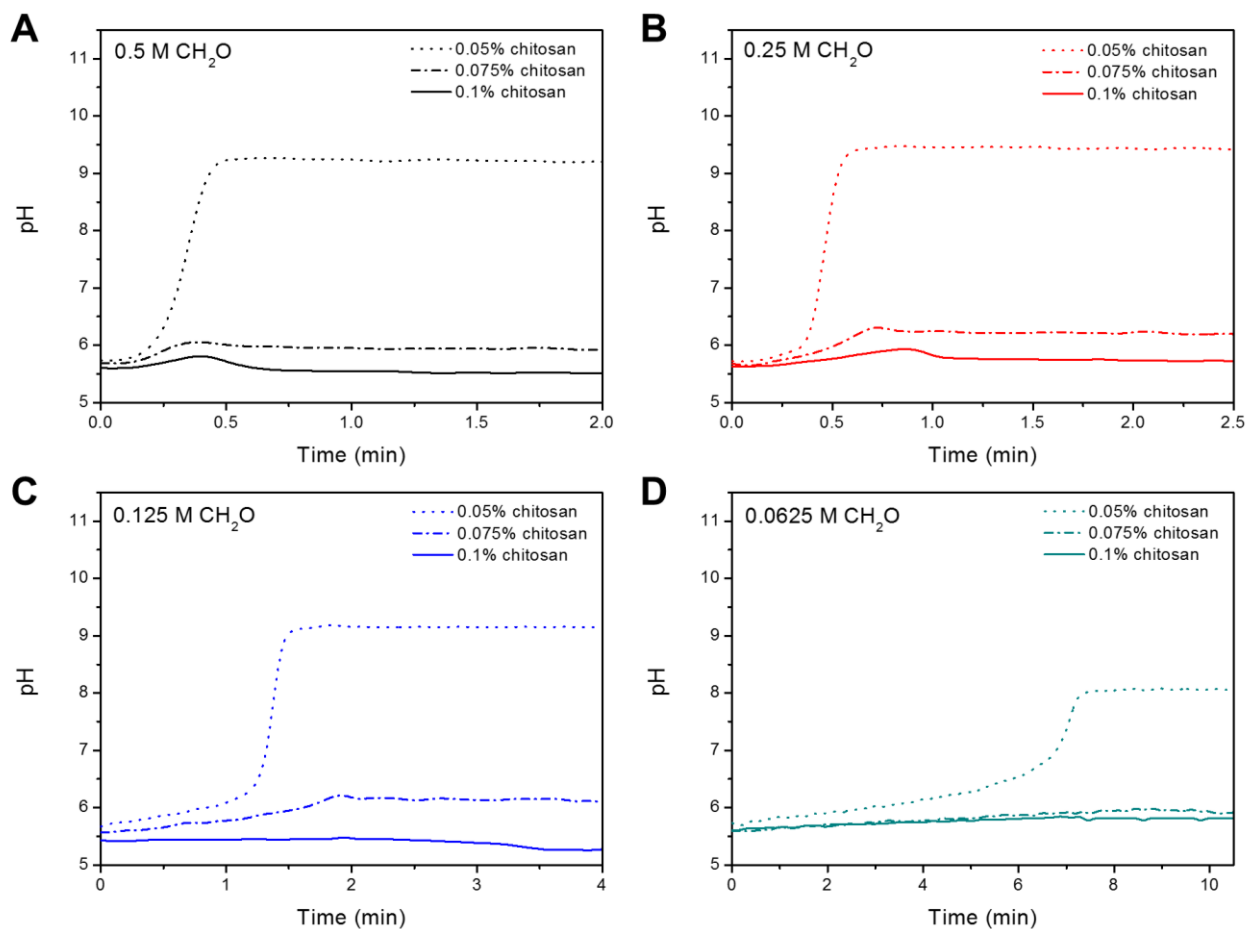 A
0.5 M CH₂O
0.05% chitosan
0.075% chitosan
0.1% chitosan
11
10
9
8
7
6
5
pH
0.0 0.5 1.0 1.5 2.0
Time (min)
B
0.25 M CH₂O
0.05% chitosan
0.075% chitosan
0.1% chitosan
11
10
9
8
7
6
5
pH
0.0 0.5 1.0 1.5 2.0 2.5
Time (min)
C
0.125 M CH₂O
0.05% chitosan
0.075% chitosan
0.1% chitosan
11
10
9
8
7
6
5
pH
0 1 2 3 4
Time (min)
D
0.0625 M CH₂O
0.05% chitosan
0.075% chitosan
0.1% chitosan
11
10
9
8
7
6
5
pH
0 2 4 6 8 10
Time (min)